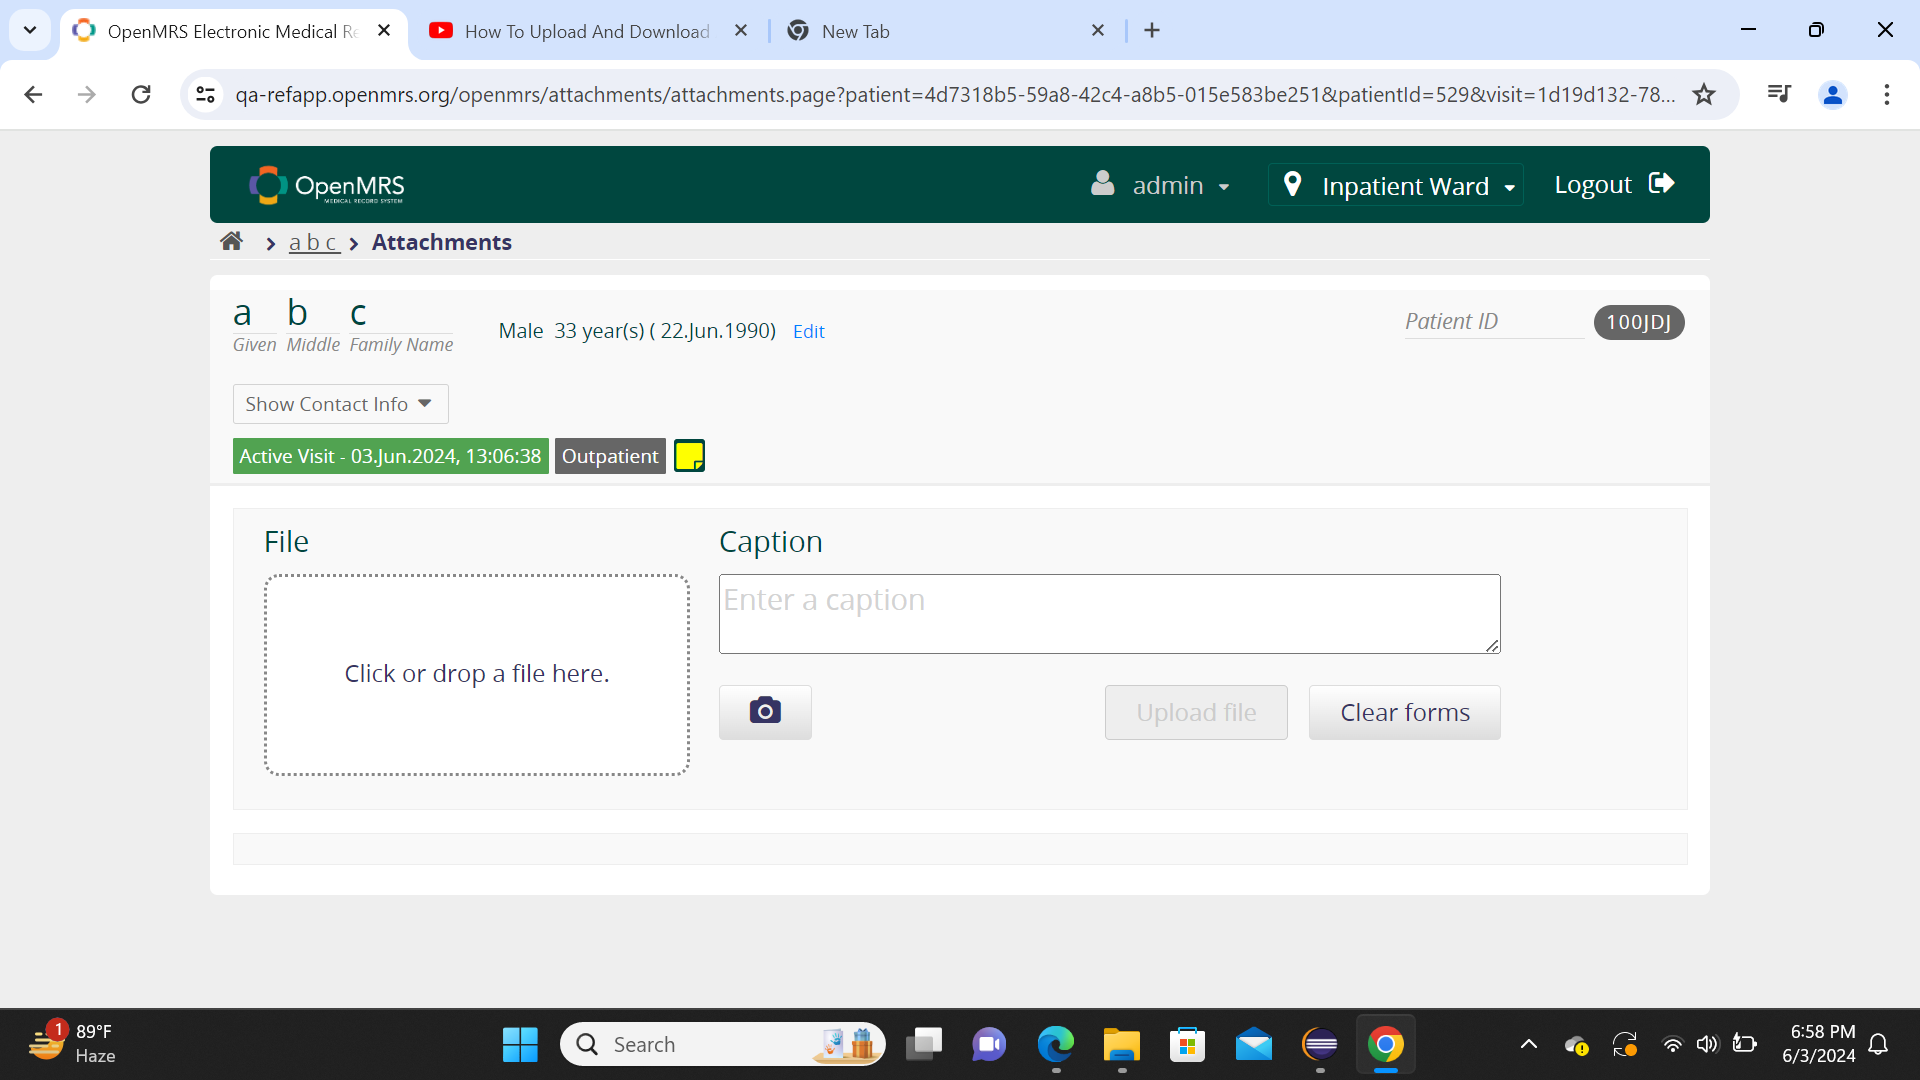 OpenMRS Electronic Medical Re
How To Upload And Download
New Tab
qa-refapp.openmrs.org/openmrs/attachments/attachments.page?patient=4d7318b5-59a8-42c4-a8b5-015e583be251&patientId=529&visit=1d19d132-78...
OpenMRS
MEDICAL RECORD SYSTEM
admin
Inpatient Ward
Logout
a b c
Attachments
a b c
Given Middle Family Name
Male 33 year(s) ( 22.Jun.1990) Edit
Patient ID
100JDJ
Show Contact Info
Active Visit - 03.Jun.2024, 13:06:38
Outpatient
File
Caption
Enter a caption
Click or drop a file here.
Upload file
Clear forms
1
89°F
Haze
Search
6:58 PM
6/3/2024